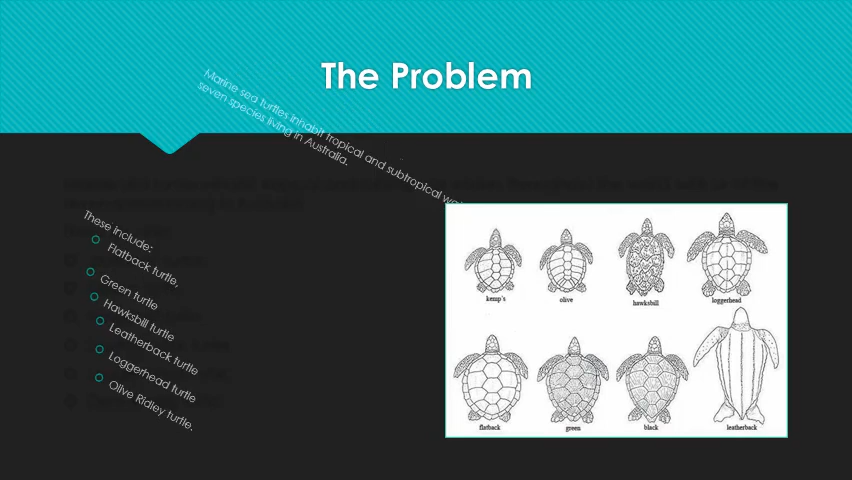 The Problem
Marine sea turtles inhabit tropical and subtropical
seven species living in Australia.
These include:
Flatback turtle,
Green turtle
Hawksbill turtle
Leatherback turtle
Loggerhead turtle
Olive Ridley turtle.
kemp's olive hawksbill loggerhead
flatback green black leatherback